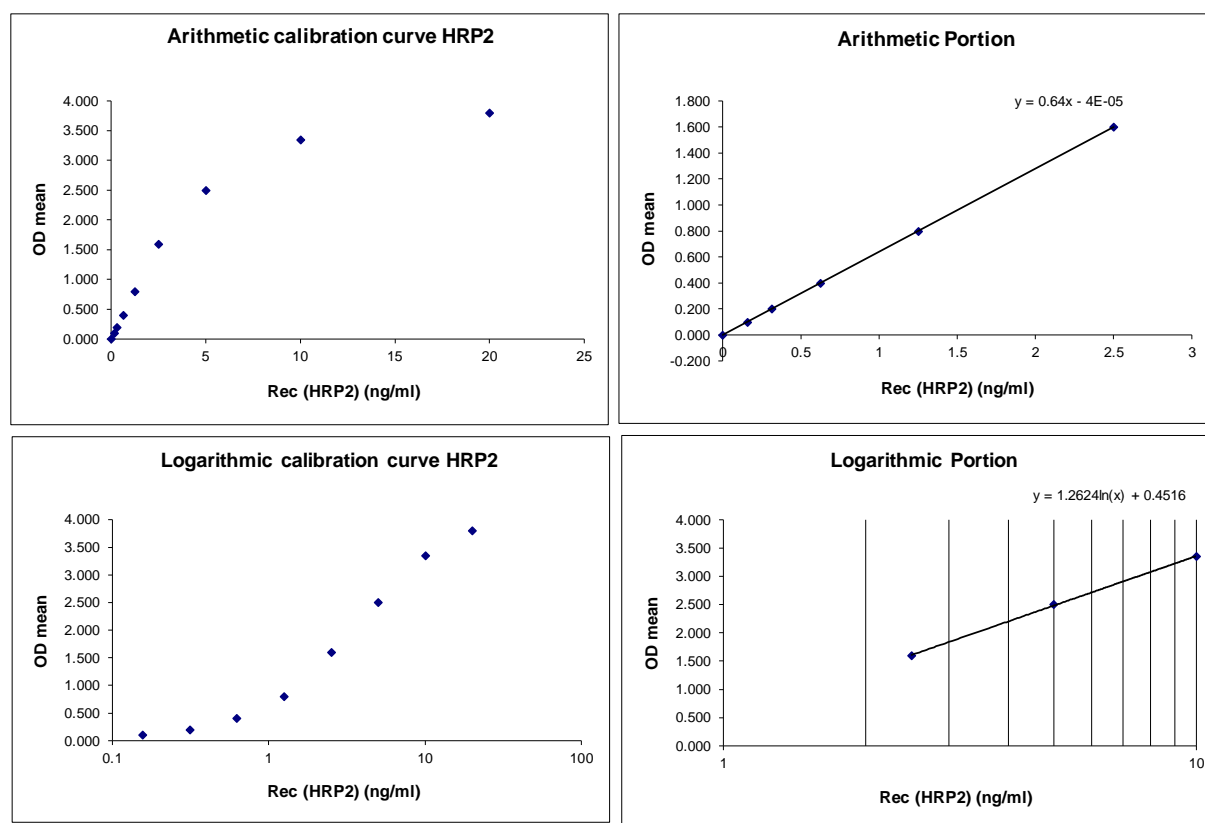 Arithmetic calibration curve HRP2
4.000
3.500
3.000
2.500
2.000
1.500
1.000
0.500
0.000
0 5 10 15 20 25
OD mean
Rec (HRP2) (ng/ml)
Arithmetic Portion
y = 0.64x - 4E-05
1.800
1.600
1.400
1.200
1.000
0.800
0.600
0.400
0.200
0.000
-0.200
0 0.5 1 1.5 2 2.5 3
OD mean
Rec (HRP2) (ng/ml)
Logarithmic calibration curve HRP2
4.000
3.500
3.000
2.500
2.000
1.500
1.000
0.500
0.000
0.1 1 10 100
OD mean
Rec (HRP2) (ng/ml)
Logarithmic Portion
y = 1.2624ln(x) + 0.4516
4.000
3.500
3.000
2.500
2.000
1.500
1.000
0.500
0.000
1 10
OD mean
Rec (HRP2) (ng/ml)